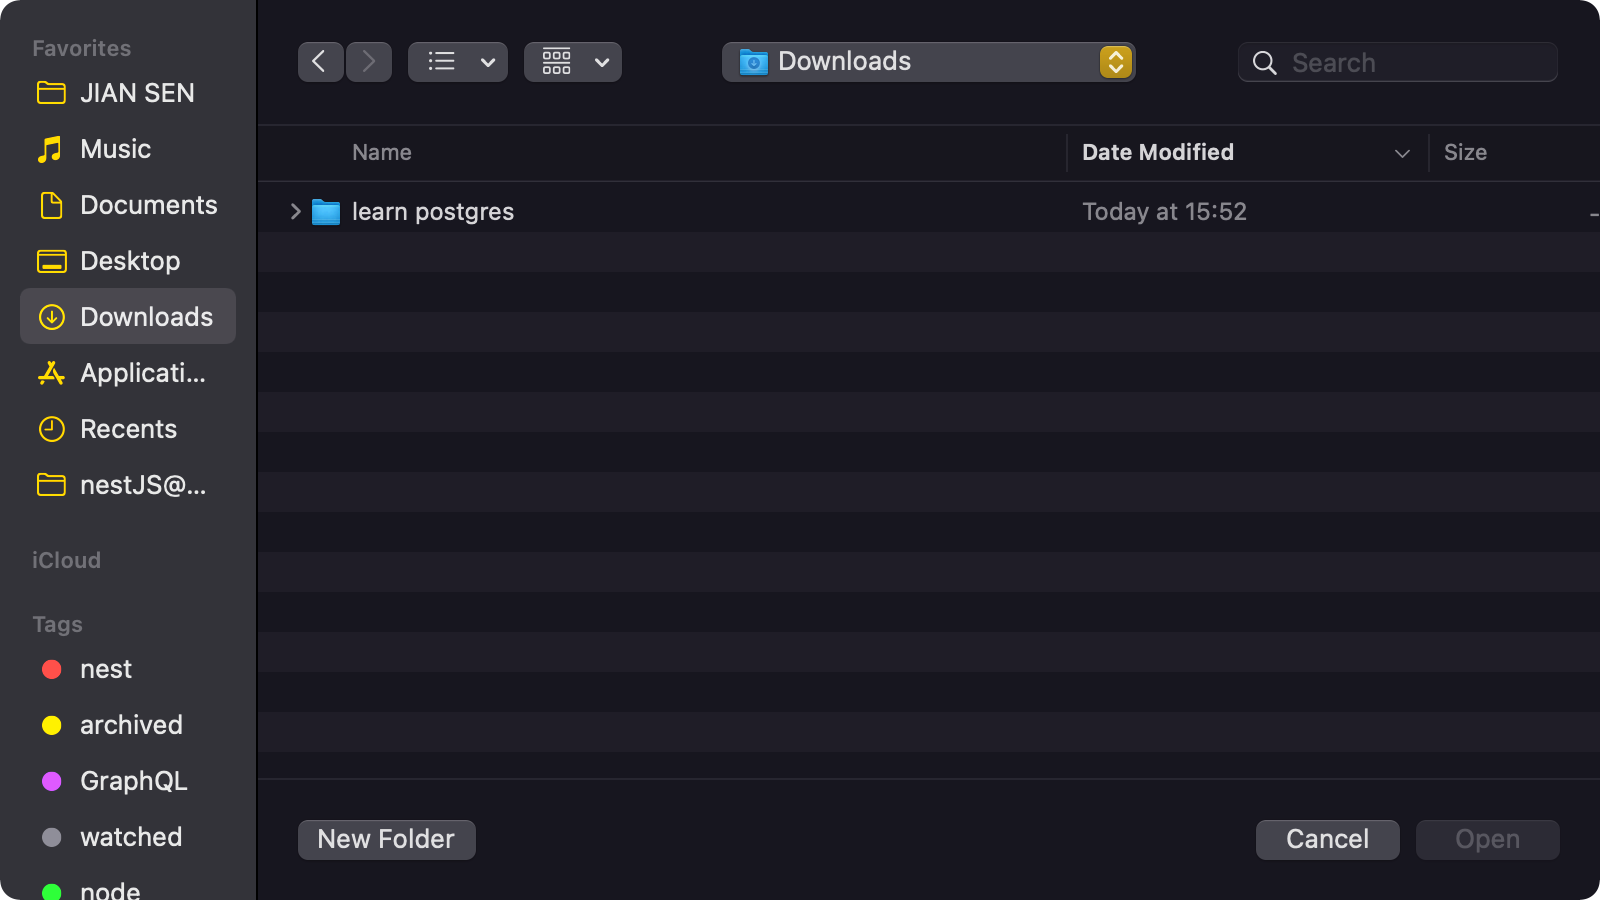 Favorites
JIAN SEN
Music
Documents
Desktop
Downloads
Applicati...
Recents
nestJS@...
iCloud
Tags
nest
archived
GraphQL
watched
node
Downloads
Search
Name Date Modified Size
learn postgres Today at 15:52 --
New Folder Cancel Open